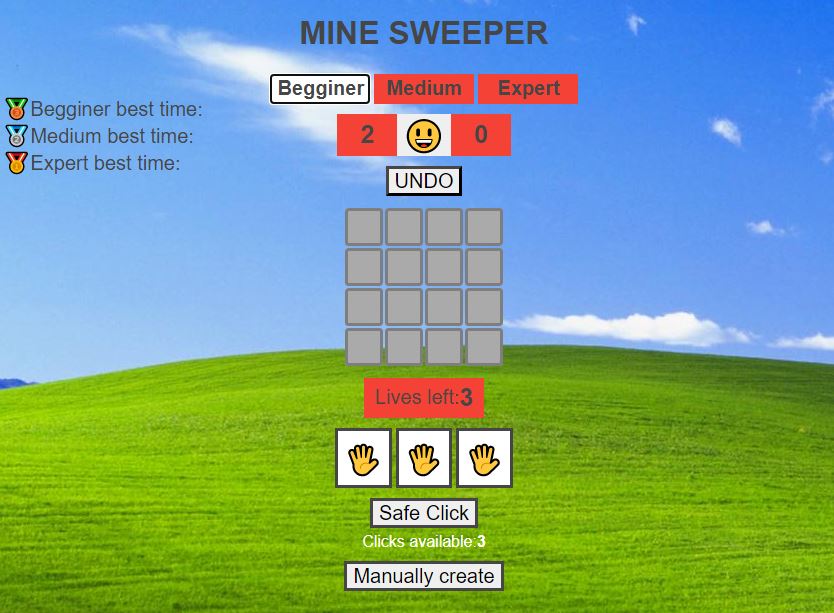 MINE SWEEPER
Begginer Medium Expert
Begginer best time:
Medium best time:
Expert best time:
2 0
UNDO
Lives left:3
Safe Click
Clicks available:3
Manually create